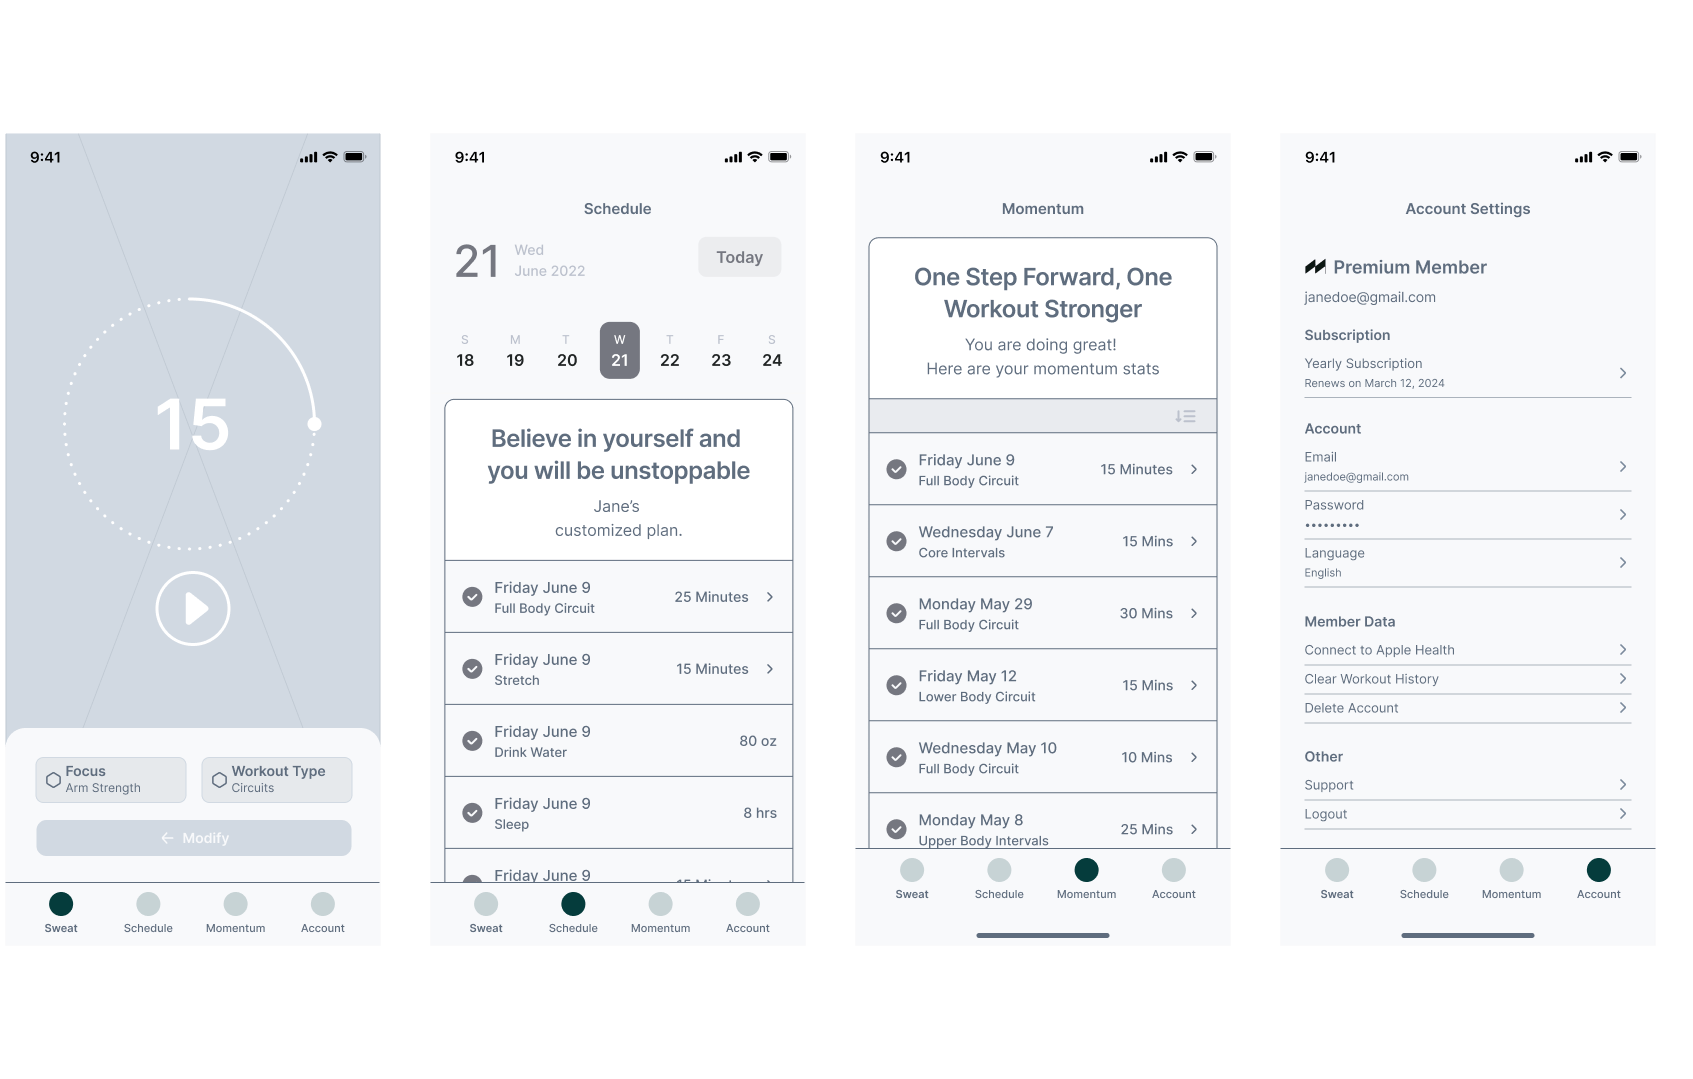 9:41
15
Focus
Arm Strength
Workout Type
Circuits
Modify
Sweat
Schedule
Momentum
Account
9:41
Schedule
21
Wed
June 2022
Today
S M T W T F S
18 19 20 21 22 23 24
Believe in yourself and
you will be unstoppable
Jane’s
customized plan.
Friday June 9
Full Body Circuit
25 Minutes
Friday June 9
Stretch
15 Minutes
Friday June 9
Drink Water
80 oz
Friday June 9
Sleep
8 hrs
Friday June 9
Sweat
Schedule
Momentum
Account
9:41
Momentum
One Step Forward, One
Workout Stronger
You are doing great!
Here are your momentum stats
Friday June 9
Full Body Circuit
15 Minutes
Wednesday June 7
Core Intervals
15 Mins
Monday May 29
Full Body Circuit
30 Mins
Friday May 12
Lower Body Circuit
15 Mins
Wednesday May 10
Full Body Circuit
10 Mins
Monday May 8
Upper Body Intervals
25 Mins
Sweat
Schedule
Momentum
Account
9:41
Account Settings
Premium Member
janedoe@gmail.com
Subscription
Yearly Subscription
Renews on March 12, 2024
Account
Email
janedoe@gmail.com
Password
•••••••••
Language
English
Member Data
Connect to Apple Health
Clear Workout History
Delete Account
Other
Support
Logout
Sweat
Schedule
Momentum
Account